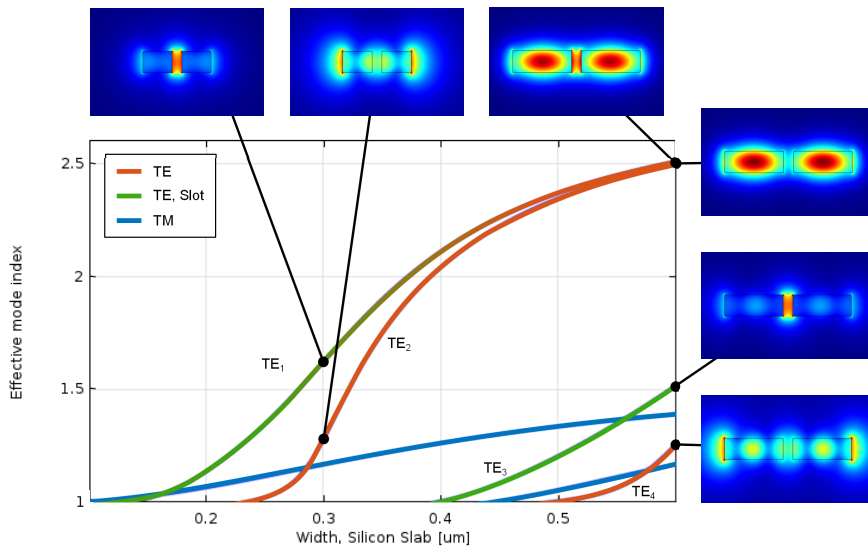 2.5
TE
TE, Slot
TM
2
Effective mode index
TE1
TE2
1.5
TE3
TE4
1
0.2
0.3
0.4
0.5
Width, Silicon Slab [um]